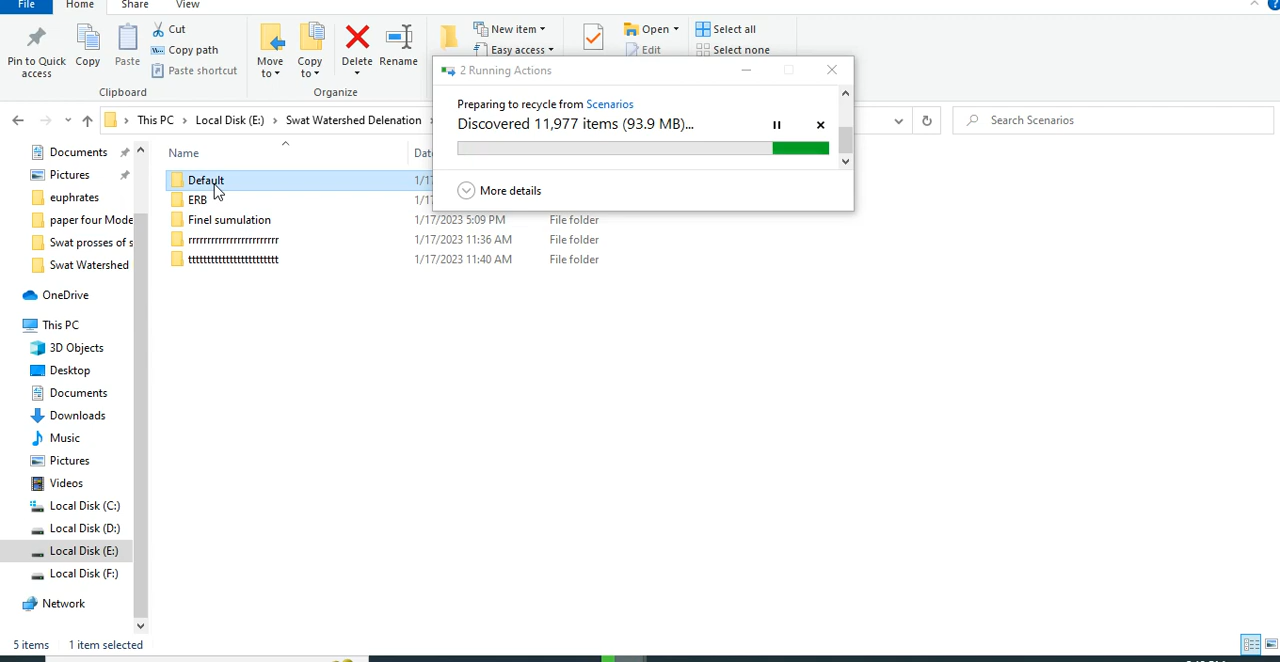 File Home Share View
Pin to Quick access
Copy
Paste
Cut
Copy path
Paste shortcut
Clipboard
Move to
Copy to
Delete
Rename
Organize
New item
Easy access
Open
Edit
Select all
Select none
2 Running Actions
Preparing to recycle from Scenarios
Discovered 11,977 items (93.9 MB)...
More details
This PC Local Disk (E:) Swat Watershed Delenation
Search Scenarios
Documents
Pictures
euphrates
paper four Mode
Swat prosses of s
Swat Watershed
OneDrive
This PC
3D Objects
Desktop
Documents
Downloads
Music
Pictures
Videos
Local Disk (C:)
Local Disk (D:)
Local Disk (E:)
Local Disk (F:)
Network
Name Dat
Default 1/17
ERB 1/17
Finel sumulation 1/17/2023 5:09 PM File folder
1/17/2023 11:36 AM File folder
1/17/2023 11:40 AM File folder
5 items 1 item selected